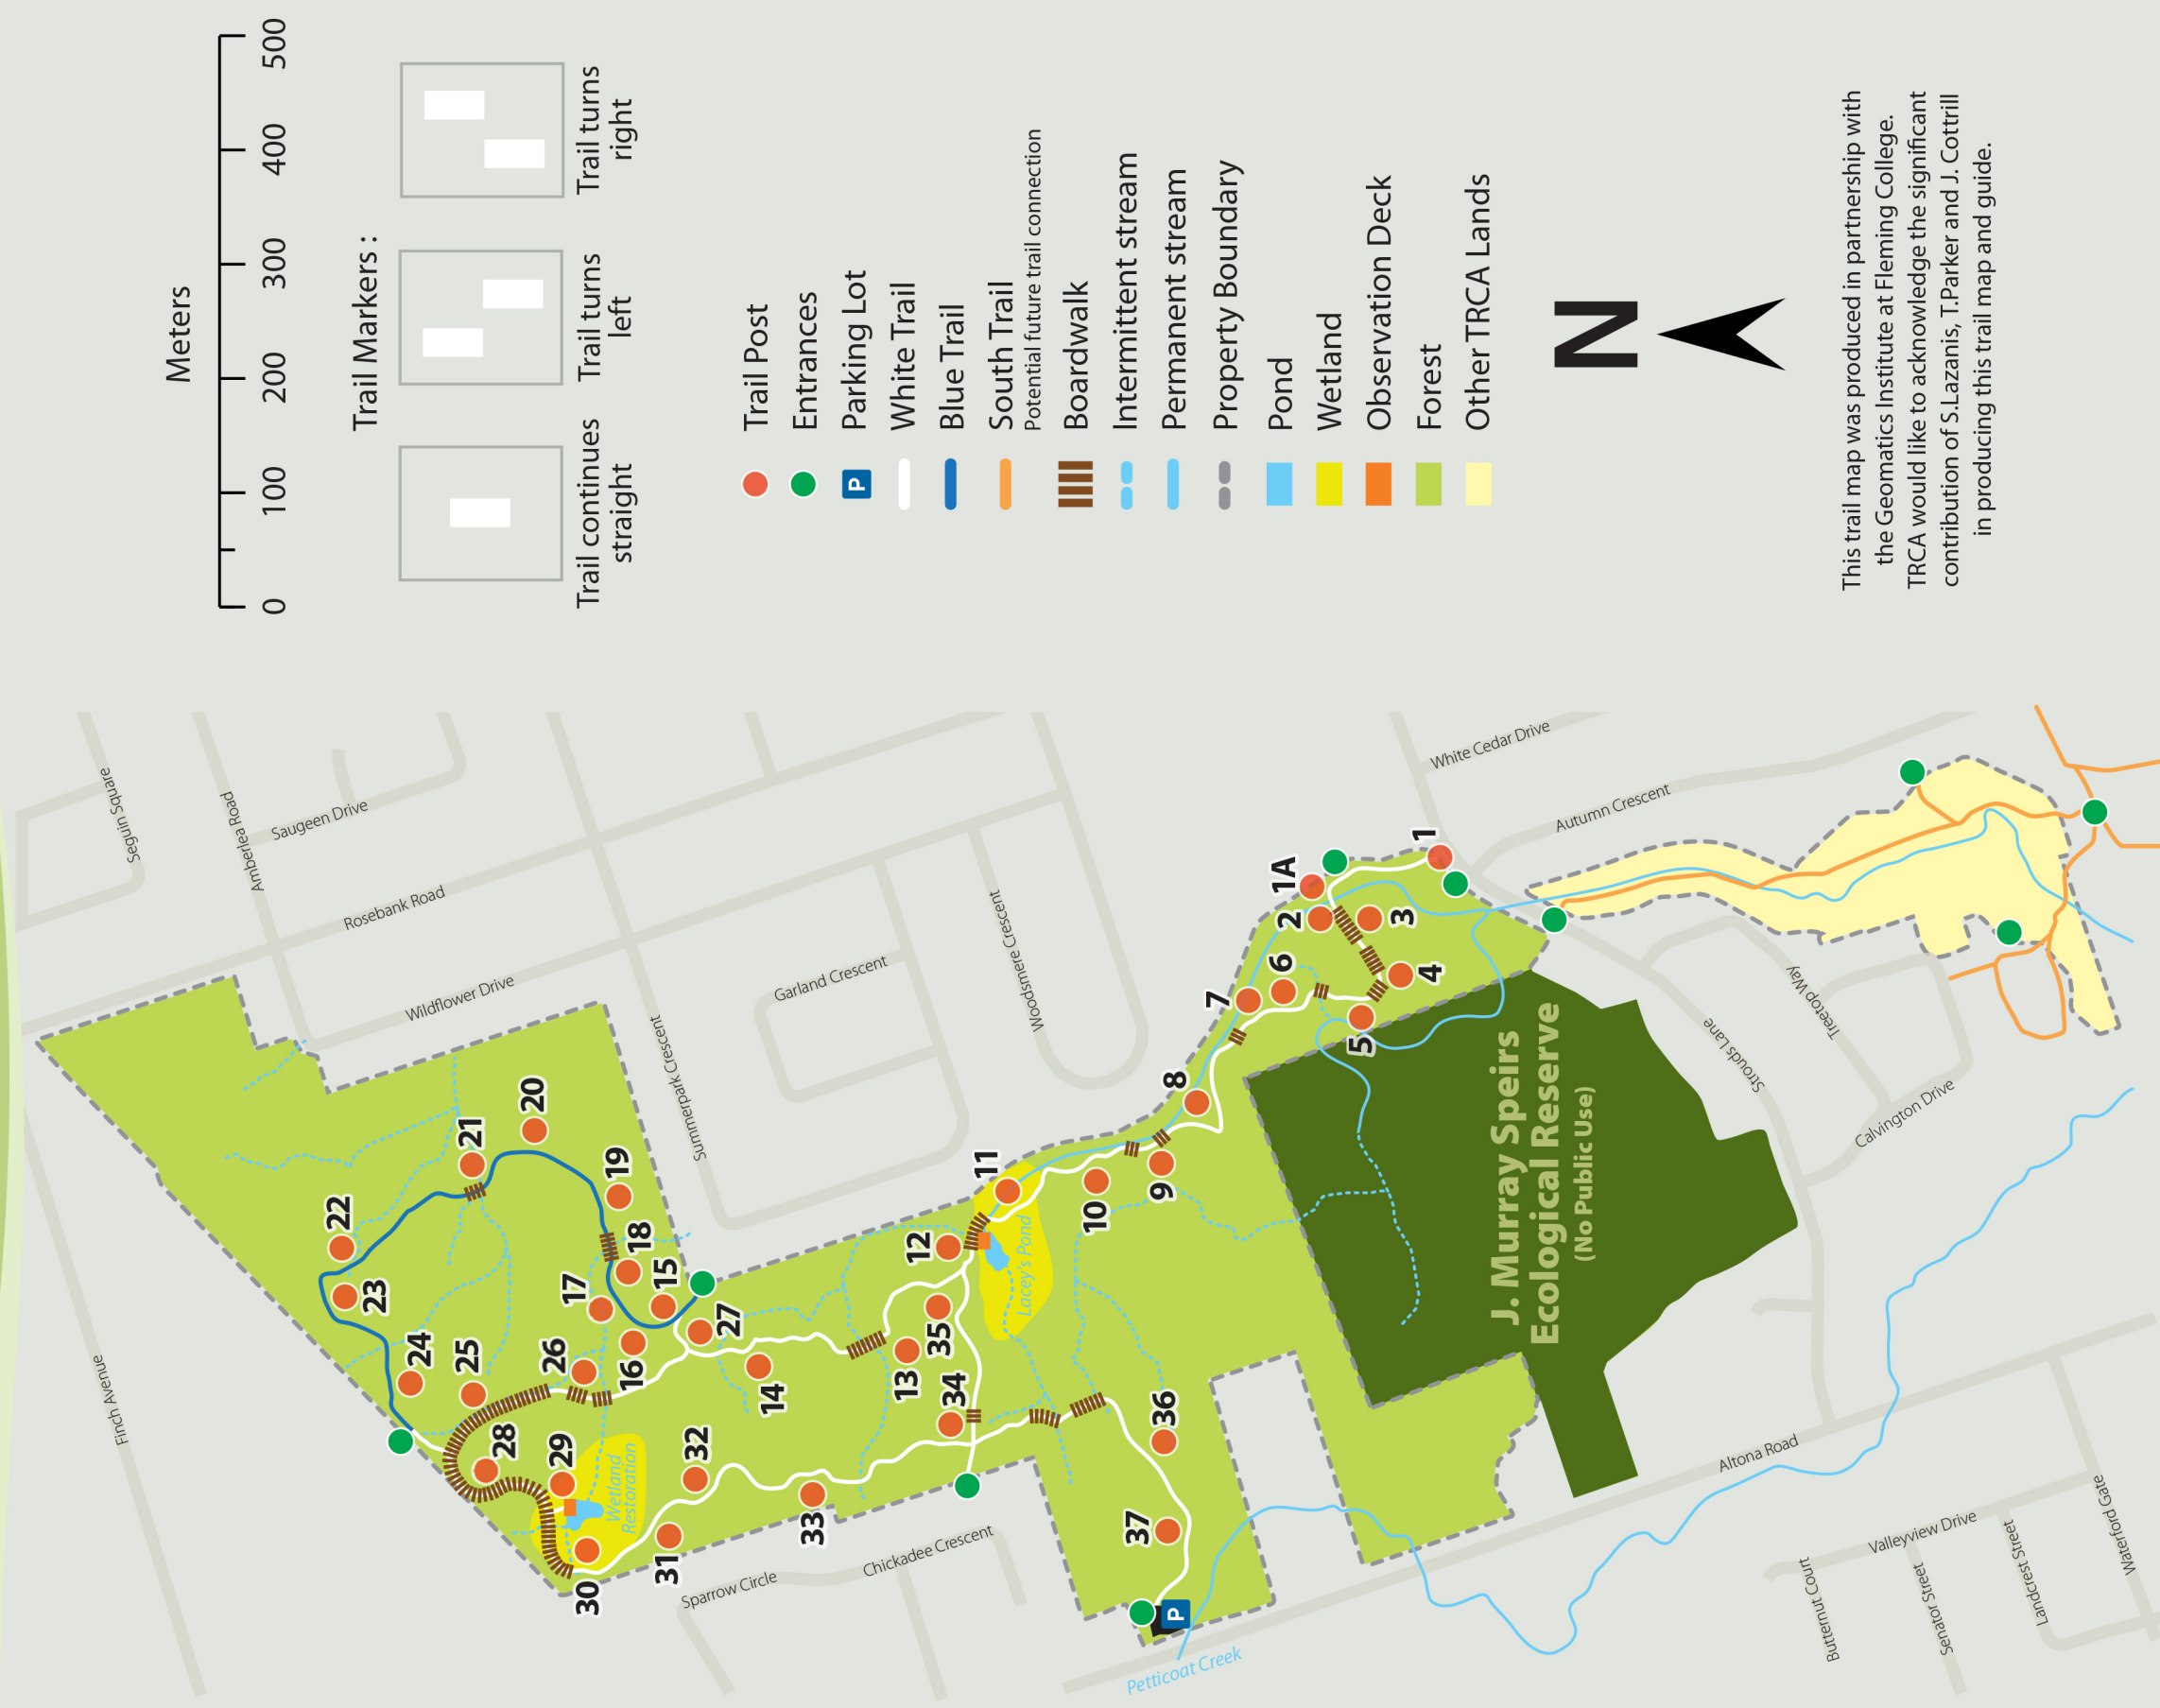 Meters
0 100 200 300 400 500
Trail Markers :
Trail continues
straight
Trail turns
left
Trail turns
right
Trail Post
Entrances
P Parking Lot
White Trail
Blue Trail
South Trail
Potential future trail connection
Boardwalk
Intermittent stream
Permanent stream
Property Boundary
Pond
Wetland
Observation Deck
Forest
Other TRCA Lands
N
This trail map was produced in partnership with
the Geomatics Institute at Fleming College.
TRCA would like to acknowledge the significant
contribution of S.Lazanis, T.Parker and J. Cottrill
in producing this trail map and guide.
Finch Avenue
Seguin Square
Amberlea Road
Saugeen Drive
Rosebank Road
Wildflower Drive
Summerpark Crescent
Garland Crescent
Woodsmere Crescent
White Cedar Drive
Autumn Crescent
Treetop Way
Strouds Lane
Calvington Drive
Altona Road
Valleyview Drive
Butternut Court
Senator Street
Landcrest Street
Waterford Gate
Sparrow Circle
Chickadee Crescent
Petticoat Creek
Wetland
Restoration
Lacey's Pond
J. Murray Speirs
Ecological Reserve
(No Public Use)
P
1
1A
2
3
4
5
6
7
8
9
10
11
12
13
14
15
16
17
18
19
20
21
22
23
24
25
26
27
28
29
30
31
32
33
34
35
36
37